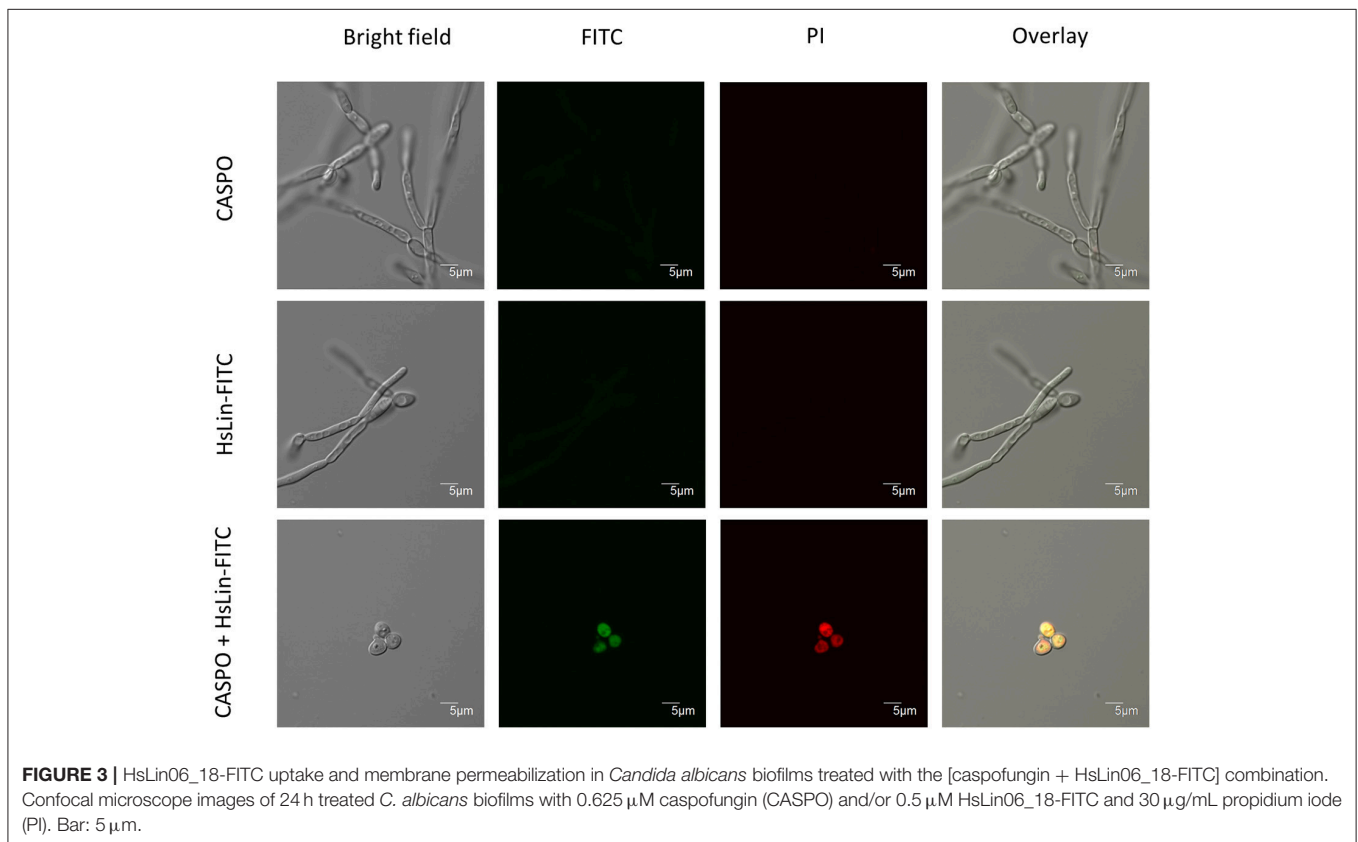 Bright field FITC PI Overlay
CASPO
5µm 5µm 5µm 5µm
HsLin-FITC
5µm 5µm 5µm 5µm
CASPO + HsLin-FITC
5µm 5µm 5µm 5µm
FIGURE 3 | HsLin06_18-FITC uptake and membrane permeabilization in Candida albicans biofilms treated with the [caspofungin + HsLin06_18-FITC] combination.
Confocal microscope images of 24 h treated C. albicans biofilms with 0.625 µM caspofungin (CASPO) and/or 0.5 µM HsLin06_18-FITC and 30 µg/mL propidium iode
(PI). Bar: 5 µm.